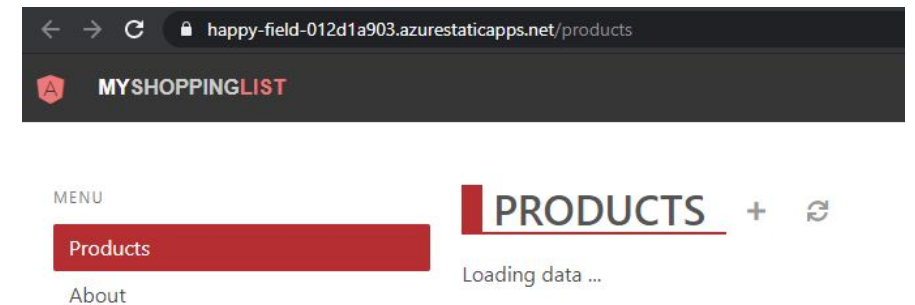 happy-field-012d1a903.azurestaticapps.net/products
MYSHOPPINGLIST
MENU
Products
About
PRODUCTS
Loading data ...